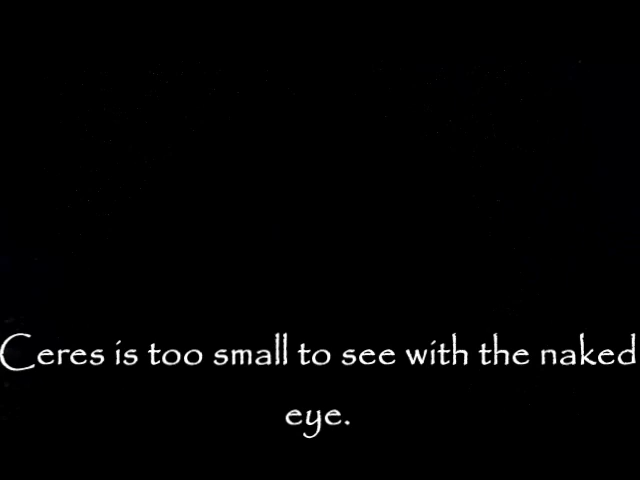 Ceres is too small to see with the naked
eye.